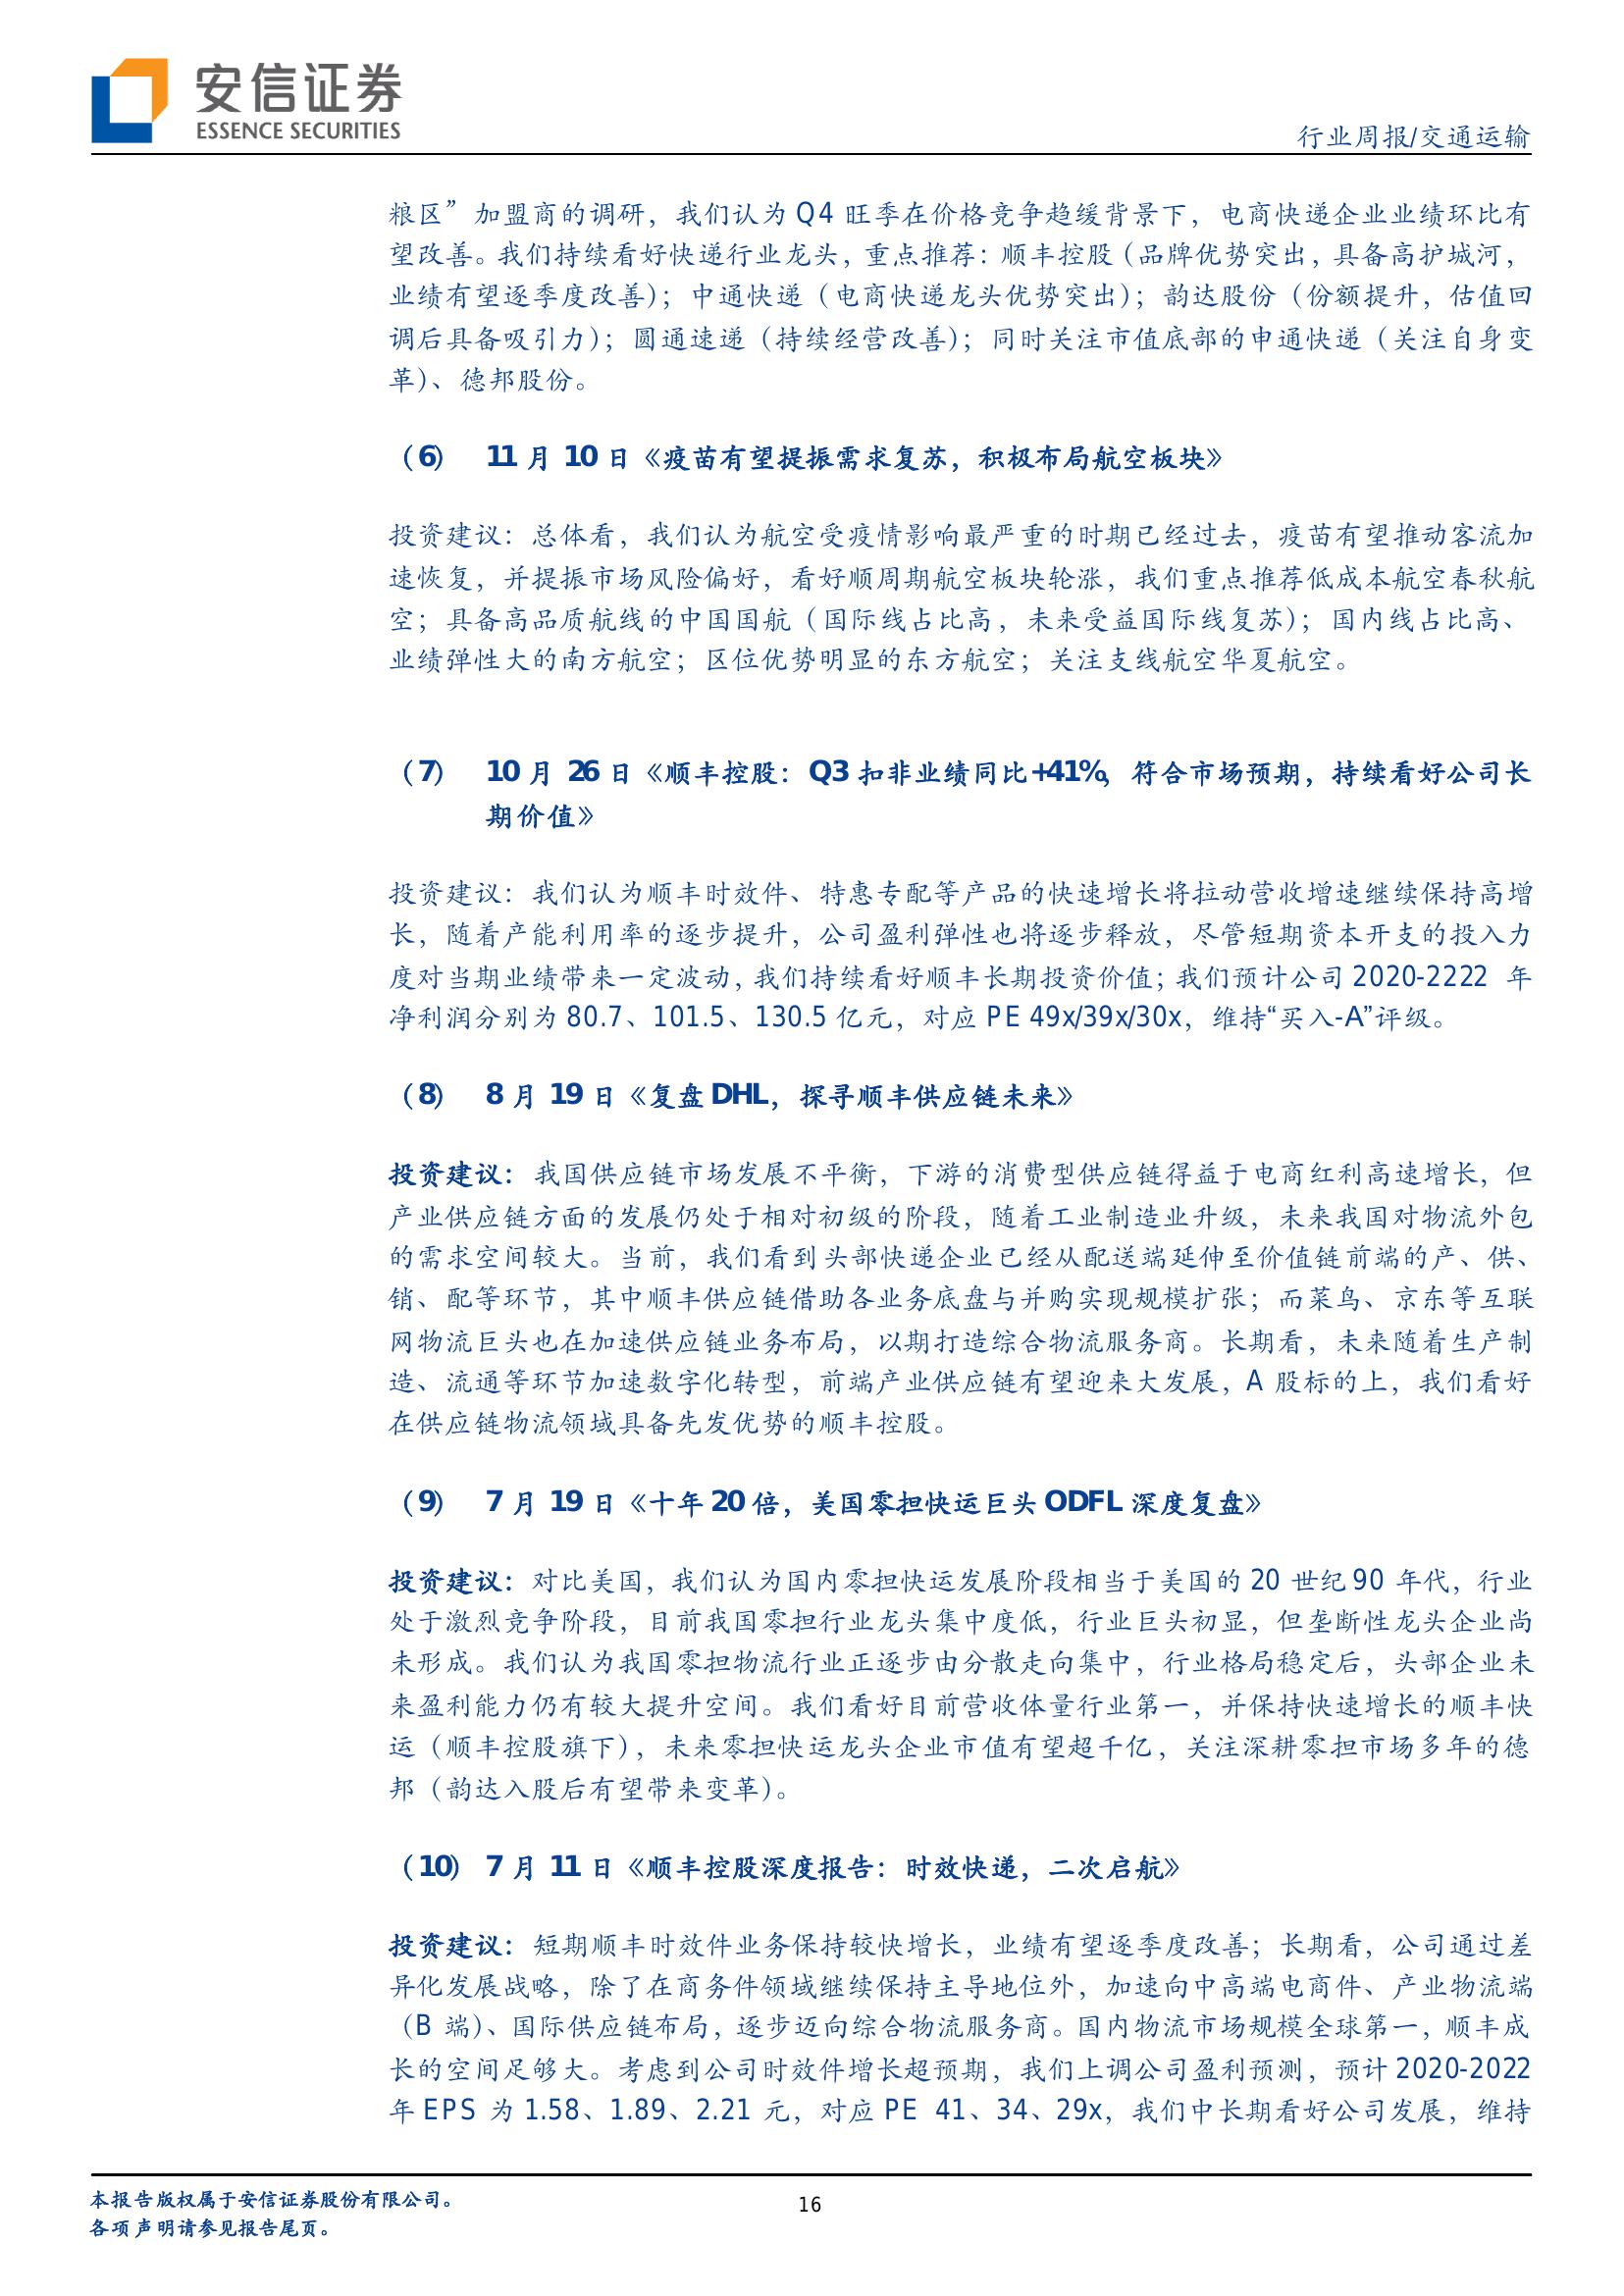 安信证券
ESSENCE SECURITIES
行业周报/交通运输
粮区”加盟商的调研，我们认为 Q4 旺季在价格竞争趋缓背景下，电商快递企业业绩环比有
望改善。我们持续看好快递行业龙头，重点推荐：顺丰控股（品牌优势突出，具备高护城河，
业绩有望逐季度改善）；中通快递（电商快递龙头优势突出）；韵达股份（份额提升，估值回
调后具备吸引力）；圆通速递（持续经营改善）；同时关注市值底部的申通快递（关注自身变
革）、德邦股份。
（6） 11 月 10 日《疫苗有望提振需求复苏，积极布局航空板块》
投资建议：总体看，我们认为航空受疫情影响最严重的时期已经过去，疫苗有望推动客流加
速恢复，并提振市场风险偏好，看好顺周期航空板块轮涨，我们重点推荐低成本航空春秋航
空；具备高品质航线的中国国航（国际线占比高，未来受益国际线复苏）；国内线占比高、
业绩弹性大的南方航空；区位优势明显的东方航空；关注支线航空华夏航空。
（7） 10 月 26 日《顺丰控股：Q3 扣非业绩同比+41%，符合市场预期，持续看好公司长
期价值》
投资建议：我们认为顺丰时效件、特惠专配等产品的快速增长将拉动营收增速继续保持高增
长，随着产能利用率的逐步提升，公司盈利弹性也将逐步释放，尽管短期资本开支的投入力
度对当期业绩带来一定波动，我们持续看好顺丰长期投资价值；我们预计公司 2020-2222 年
净利润分别为 80.7、101.5、130.5 亿元，对应 PE 49x/39x/30x，维持“买入-A”评级。
（8） 8 月 19 日《复盘 DHL，探寻顺丰供应链未来》
投资建议：我国供应链市场发展不平衡，下游的消费型供应链得益于电商红利高速增长，但
产业供应链方面的发展仍处于相对初级的阶段，随着工业制造业升级，未来我国对物流外包
的需求空间较大。当前，我们看到头部快递企业已经从配送端延伸至价值链前端的产、供、
销、配等环节，其中顺丰供应链借助各业务底盘与并购实现规模扩张；而菜鸟、京东等互联
网物流巨头也在加速供应链业务布局，以期打造综合物流服务商。长期看，未来随着生产制
造、流通等环节加速数字化转型，前端产业供应链有望迎来大发展，A 股标的上，我们看好
在供应链物流领域具备先发优势的顺丰控股。
（9） 7 月 19 日《十年 20 倍，美国零担快运巨头 ODFL 深度复盘》
投资建议：对比美国，我们认为国内零担快运发展阶段相当于美国的 20 世纪 90 年代，行业
处于激烈竞争阶段，目前我国零担行业龙头集中度低，行业巨头初显，但垄断性龙头企业尚
未形成。我们认为我国零担物流行业正逐步由分散走向集中，行业格局稳定后，头部企业未
来盈利能力仍有较大提升空间。我们看好目前营收体量行业第一，并保持快速增长的顺丰快
运（顺丰控股旗下），未来零担快运龙头企业市值有望超千亿，关注深耕零担市场多年的德
邦（韵达入股后有望带来变革）。
（10） 7 月 11 日《顺丰控股深度报告：时效快递，二次启航》
投资建议：短期顺丰时效件业务保持较快增长，业绩有望逐季度改善；长期看，公司通过差
异化发展战略，除了在商务件领域继续保持主导地位外，加速向中高端电商件、产业物流端
（B 端）、国际供应链布局，逐步迈向综合物流服务商。国内物流市场规模全球第一，顺丰成
长的空间足够大。考虑到公司时效件增长超预期，我们上调公司盈利预测，预计 2020-2022
年 EPS 为 1.58、1.89、2.21 元，对应 PE 41、34、29x，我们中长期看好公司发展，维持
本报告版权属于安信证券股份有限公司。
各项声明请参见报告尾页。
16